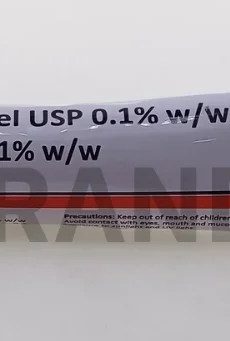 el USP 0.1% w/w
1% w/w
RAND
w/w
Precautions: Keep out of reach of children
Avoid contact with eyes, mouth and muco